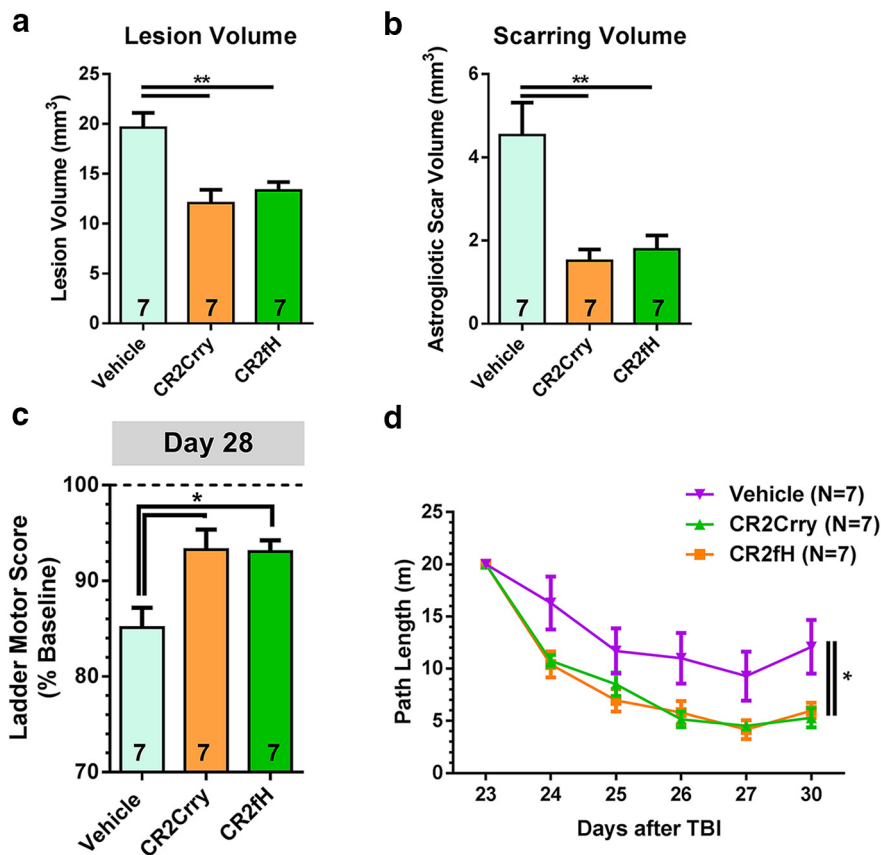 a
Lesion Volume
Lesion Volume (mm³)
25
20
15
10
5
0
**
7
7
7
Vehicle
CR2Crry
CR2fH
b
Scarring Volume
Astrogliotic Scar Volume (mm³)
6
4
2
0
**
7
7
7
Vehicle
CR2Crry
CR2fH
c
Day 28
Ladder Motor Score
(% Baseline)
100
90
80
70
*
7
7
7
Vehicle
CR2Crry
CR2fH
d
Vehicle (N=7)
CR2Crry (N=7)
CR2fH (N=7)
Path Length (m)
25
20
15
10
5
0
*
23
24
25
26
27
30
Days after TBI